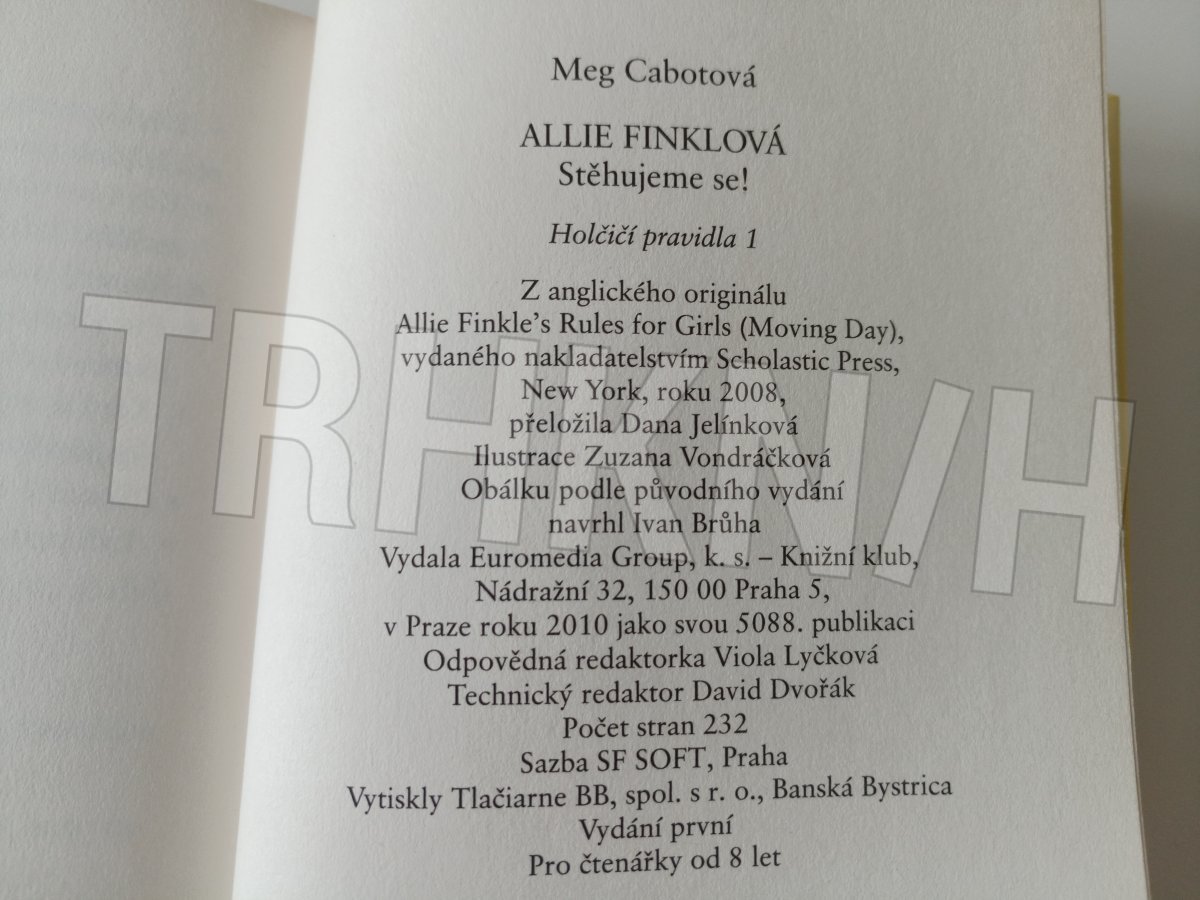 Meg Cabotová
ALLIE FINKLOVÁ
Stěhujeme se!
Holčičí pravidla 1
Z anglického originálu
Allie Finkle's Rules for Girls (Moving Day),
vydaného nakladatelstvím Scholastic Press,
New York, roku 2008,
přeložila Dana Jelínková
Ilustrace Zuzana Vondráčková
Obálku podle původního vydání
navrhl Ivan Brůha
Vydala Euromedia Group, k. s. – Knižní klub,
Nádražní 32, 150 00 Praha 5,
v Praze roku 2010 jako svou 5088. publikaci
Odpovědná redaktorka Viola Lyčková
Technický redaktor David Dvořák
Počet stran 232
Sazba SF SOFT, Praha
Vytiskly Tlačiarne BB, spol. s r. o., Banská Bystrica
Vydání první
Pro čtenářky od 8 let
TRHKN/H